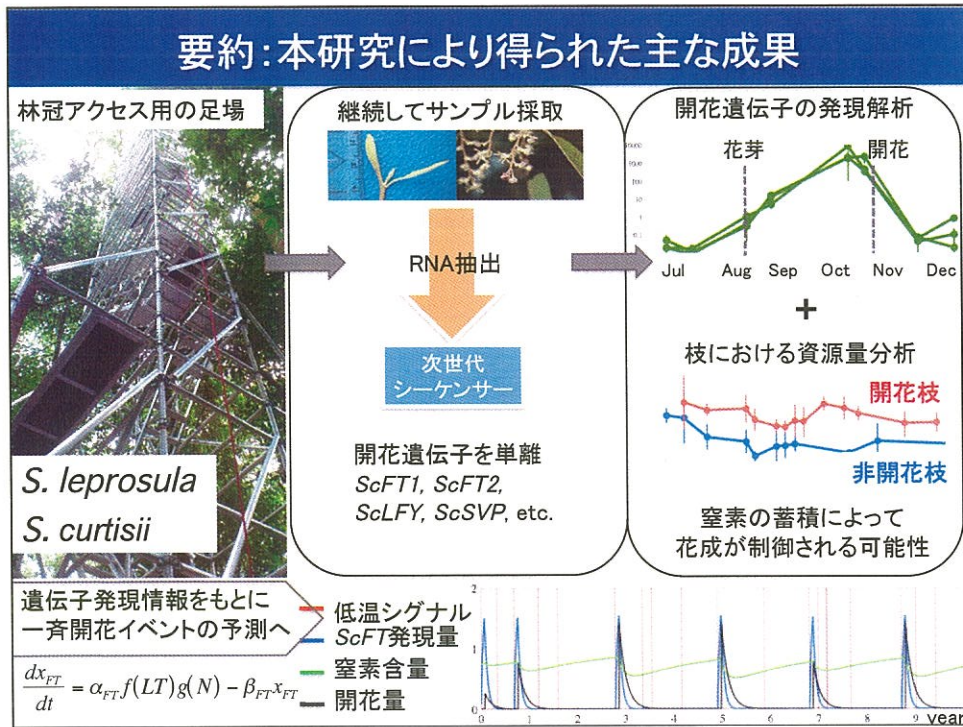 要約：本研究により得られた主な成果
林冠アクセス用の足場
S. leprosula
S. curtisii
継続してサンプル採取
RNA抽出
次世代
シーケンサー
開花遺伝子を単離
ScFT1, ScFT2,
ScLFY, ScSVP, etc.
開花遺伝子の発現解析
花芽
開花
Jul Aug Sep Oct Nov Dec
+
枝における資源量分析
開花枝
非開花枝
窒素の蓄積によって
花成が制御される可能性
遺伝子発現情報をもとに
一斉開花イベントの予測へ
dx_FT/dt = α_FT f(LT)g(N) − β_FT x_FT
低温シグナル
ScFT発現量
窒素含量
開花量
2
1
0
0 1 2 3 4 5 6 7 8 9 year